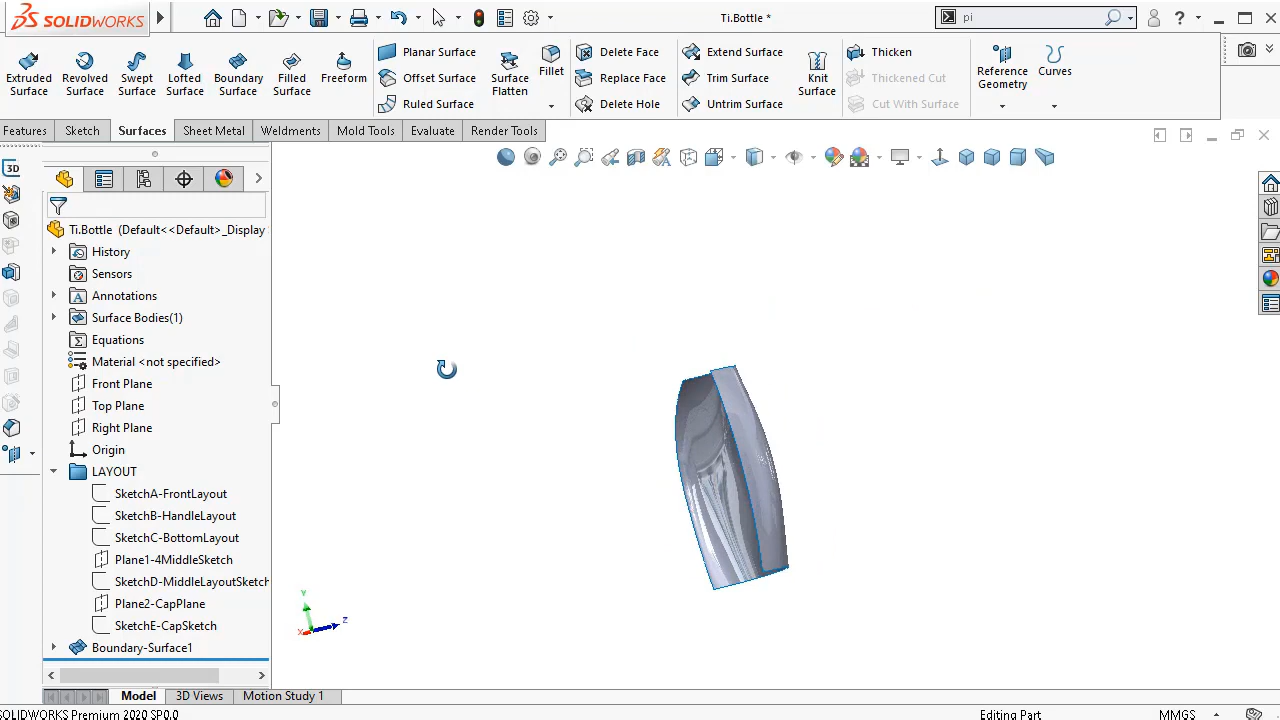 SOLIDWORKS
Ti.Bottle *
pi
Extruded Surface
Revolved Surface
Swept Surface
Lofted Surface
Boundary Surface
Filled Surface
Freeform
Planar Surface
Offset Surface
Ruled Surface
Surface Flatten
Fillet
Delete Face
Replace Face
Delete Hole
Extend Surface
Trim Surface
Untrim Surface
Knit Surface
Thicken
Thickened Cut
Cut With Surface
Reference Geometry
Curves
Features
Sketch
Surfaces
Sheet Metal
Weldments
Mold Tools
Evaluate
Render Tools
3D
Ti.Bottle (Default<<Default>_Display
History
Sensors
Annotations
Surface Bodies(1)
Equations
Material <not specified>
Front Plane
Top Plane
Right Plane
Origin
LAYOUT
SketchA-FrontLayout
SketchB-HandleLayout
SketchC-BottomLayout
Plane1-4MiddleSketch
SketchD-MiddleLayoutSketch
Plane2-CapPlane
SketchE-CapSketch
Boundary-Surface1
Y
Z
X
Model
3D Views
Motion Study 1
SOLIDWORKS Premium 2020 SP0.0
Editing Part
MMGS